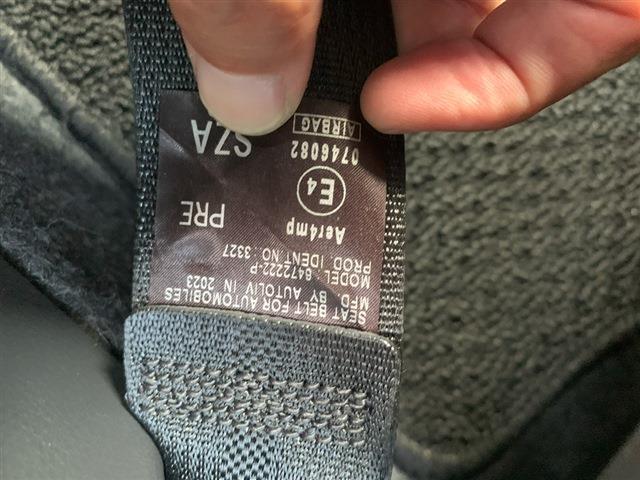 SEAT BELT FOR AUTOMOBILES
MFD. BY AUTOLIV IN 2023
MODEL : 6472222-P
PROD IDENT NO. : 3327
Aer4mp PRE
E4
0746082 SZA
AIRBAG